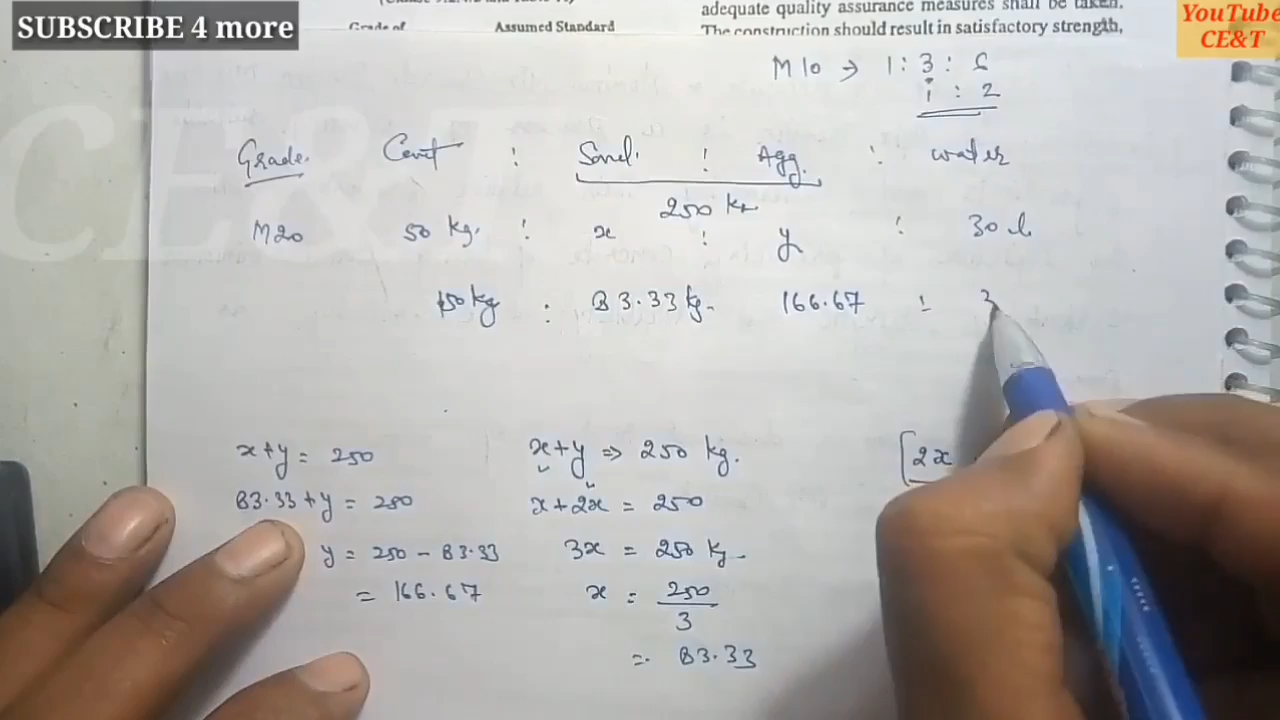 SUBSCRIBE 4 more
YouTube
CE&T
adequate quality assurance measures shall be taken.
Grade of Assumed Standard
The construction should result in satisfactory strength,
M10 → 1 : 3 : 6
1 : 2
CE&T
Grade. Cent : Sand. : Agg. : water
250 kg
M20 50 kg. : x : y : 30 l
50 kg : 83.33 kg. 166.67 : 3
x+y = 250
83.33+y = 250
y = 250 - 83.33
= 166.67
x+y ⇒ 250 kg.
x+2x = 250
3x = 250 kg
x = 250/3
= 83.33
[2x